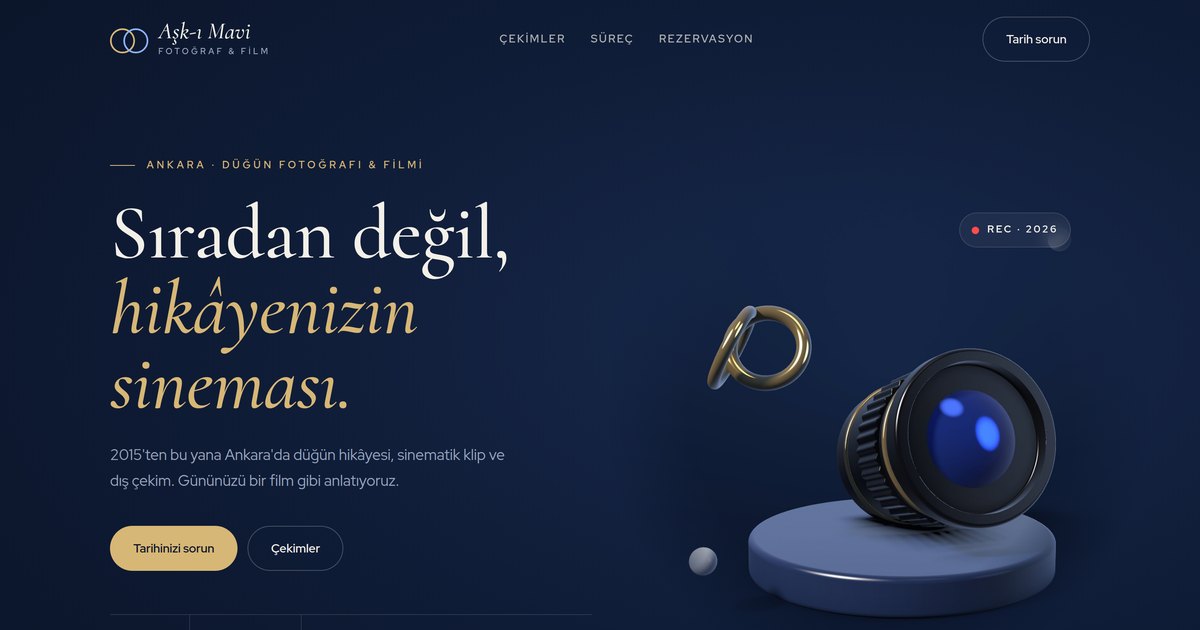 Aşk-ı Mavi
FOTOĞRAF & FİLM
ÇEKİMLER
SÜREÇ
REZERVASYON
Tarih sorun
ANKARA · DÜĞÜN FOTOĞRAFI & FİLMİ
Sıradan değil,
hikâyenizin
sineması.
REC · 2026
2015'ten bu yana Ankara'da düğün hikâyesi, sinematik klip ve
dış çekim. Gününüzü bir film gibi anlatıyoruz.
Tarihinizi sorun
Çekimler